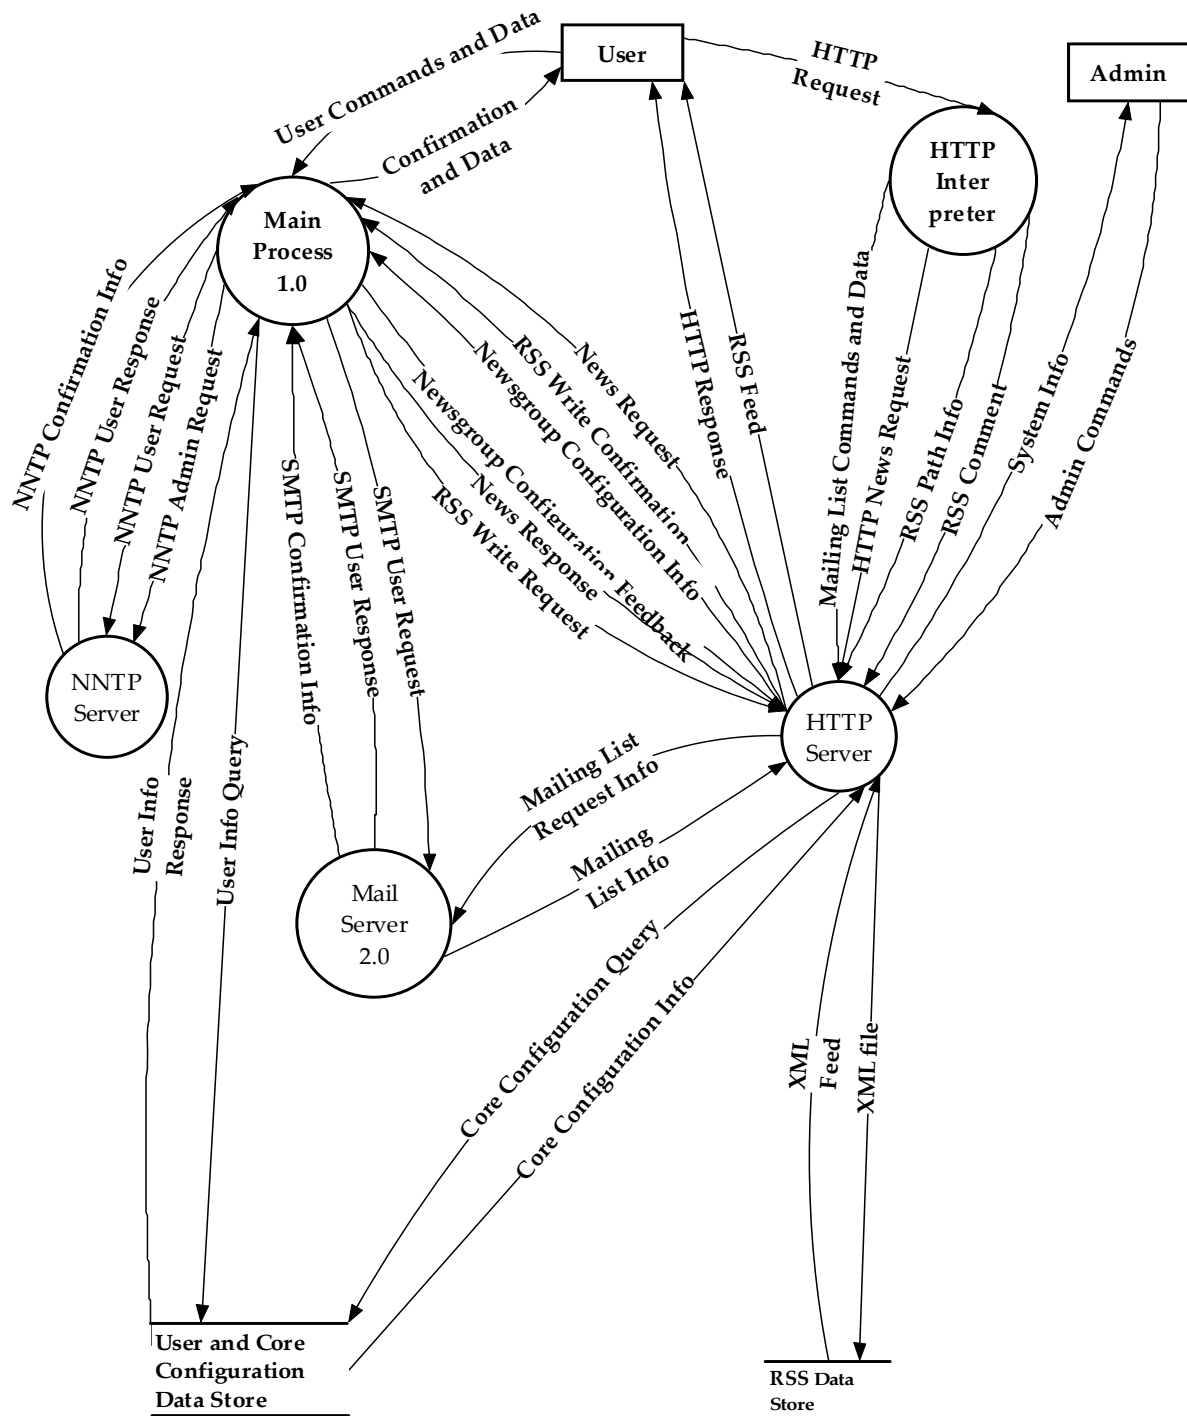 User Commands and Data
User
HTTP
Request
Admin
Confirmation
and Data
HTTP
Inter
preter
Main
Process
1.0
NNTP Confirmation Info
NNTP User Response
NNTP User Request
NNTP Admin Request
SMTP Confirmation Info
SMTP User Response
SMTP User Request
Newsgroup Configuration Feedback
News Response
RSS Write Request
Newsgroup Configuration Info
RSS Write Confirmation
News Request
HTTP Response
RSS Feed
Mailing List Commands and Data
HTTP News Request
RSS Path Info
RSS Comment
System Info
Admin Commands
NNTP
Server
HTTP
Server
User Info
Response
User Info Query
Mailing List
Request Info
Mailing
List Info
Mail
Server
2.0
Core Configuration Query
Core Configuration Info
XML
Feed
XML file
User and Core
Configuration
Data Store
RSS Data
Store